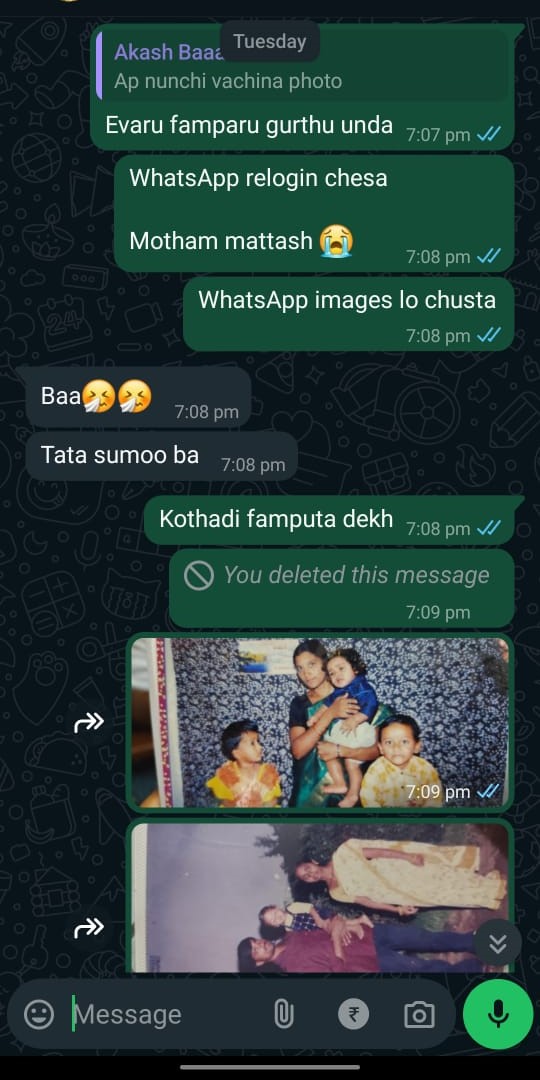 Tuesday
Akash Baaa
Ap nunchi vachina photo
Evaru famparu gurthu unda 7:07 pm
WhatsApp relogin chesa
Motham mattash 😭 7:08 pm
WhatsApp images lo chusta
7:08 pm
Baa🤧🤧 7:08 pm
Tata sumoo ba 7:08 pm
Kothadi famputa dekh 7:08 pm
You deleted this message
7:09 pm
7:09 pm
Message